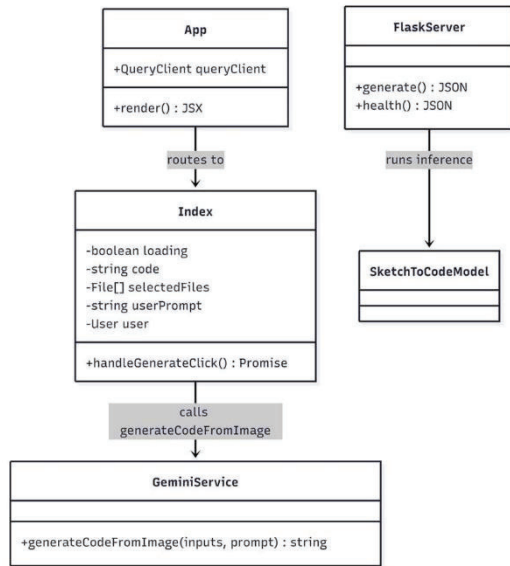 App
+QueryClient queryClient
+render() : JSX
routes to
Index
-boolean loading
-string code
-File[] selectedFiles
-string userPrompt
-User user
+handleGenerateClick() : Promise
calls
generateCodeFromImage
GeminiService
+generateCodeFromImage(inputs, prompt) : string
FlaskServer
+generate() : JSON
+health() : JSON
runs inference
SketchToCodeModel